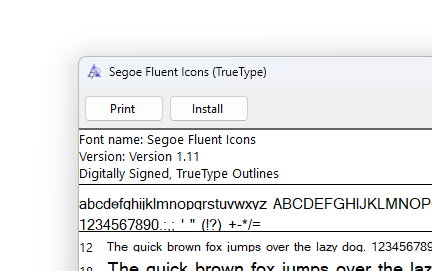 Segoe Fluent Icons (TrueType)
Print Install
Font name: Segoe Fluent Icons
Version: Version 1.11
Digitally Signed, TrueType Outlines
abcdefghijklmnopqrstuvwxyz ABCDEFGHIJKLMNOP
1234567890.:,; ' " (!?) +-*/=
12 The quick brown fox jumps over the lazy dog. 123456789
18 The quick brown fox jumps over the laz